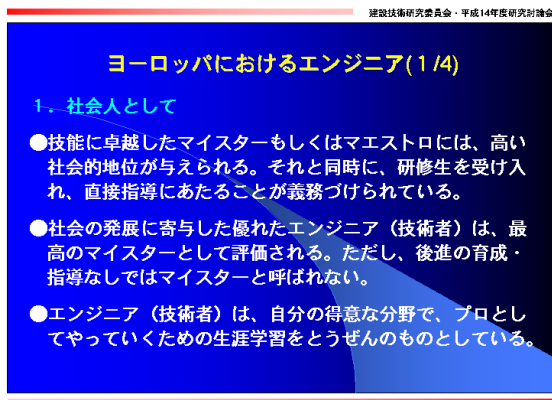 建設技術研究委員会・平成14年度研究討論会
ヨーロッパにおけるエンジニア(1/4)
1．社会人として
●技能に卓越したマイスターもしくはマエストロには、高い
社会的地位が与えられる。それと同時に、研修生を受け入
れ、直接指導にあたることが義務づけられている。
●社会の発展に寄与した優れたエンジニア（技術者）は、最
高のマイスターとして評価される。ただし、後進の育成・
指導なしではマイスターと呼ばれない。
●エンジニア（技術者）は、自分の得意な分野で、プロとし
てやっていくための生涯学習をとうぜんのものとしている。